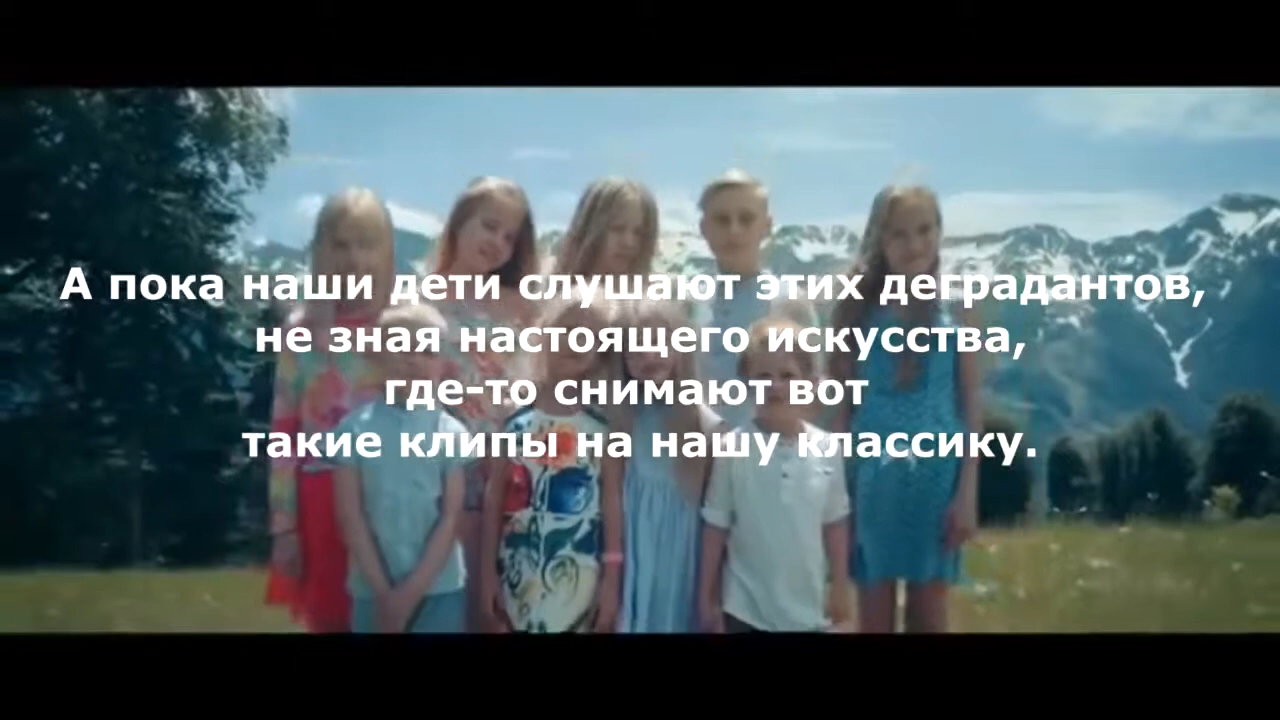 А пока наши дети слушают этих деградантов,
не зная настоящего искусства,
где-то снимают вот
такие клипы на нашу классику.